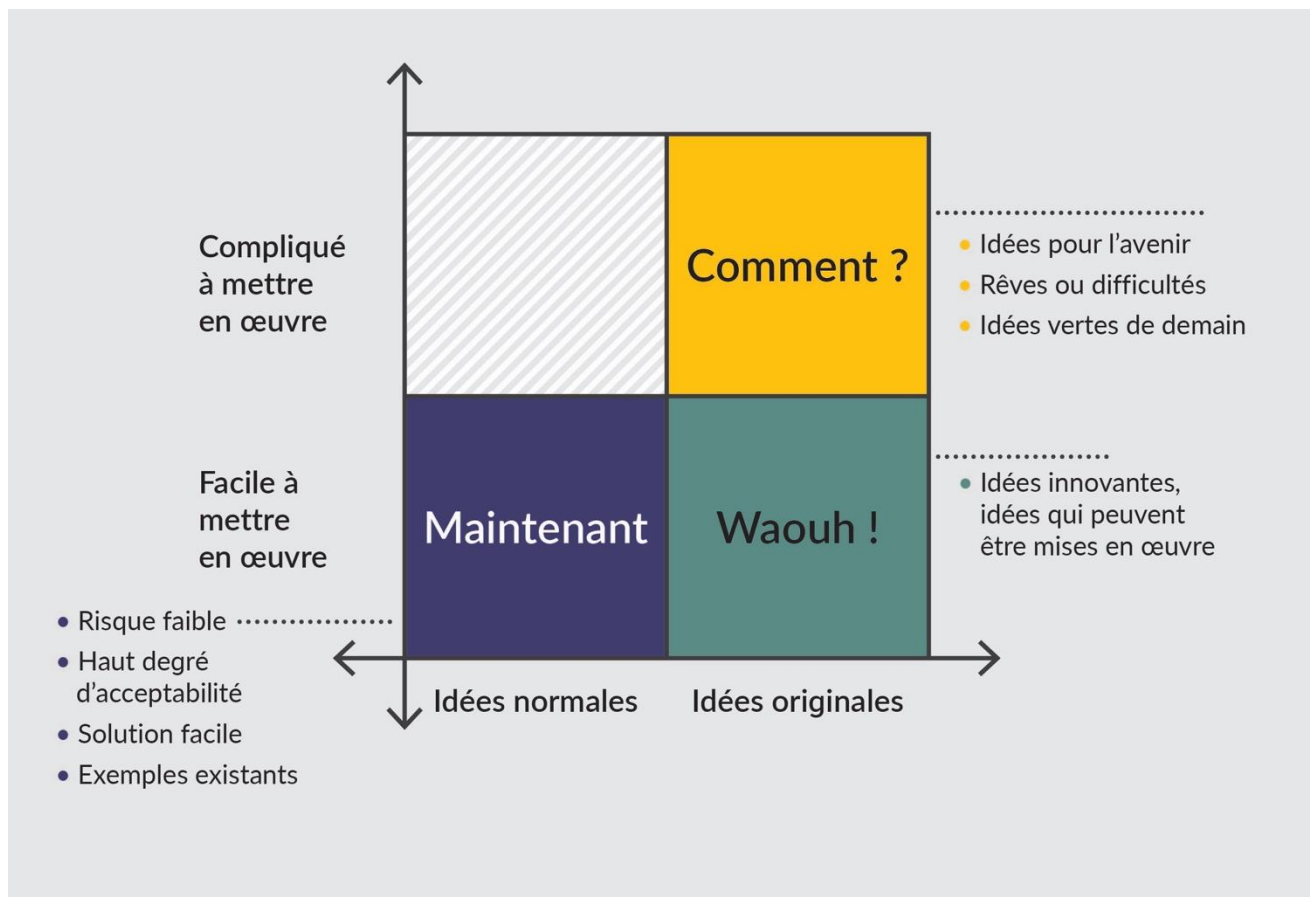 Compliqué
à mettre
en œuvre
Comment ?
• Idées pour l’avenir
• Rêves ou difficultés
• Idées vertes de demain
Facile à
mettre
en œuvre
Maintenant
Waouh !
• Idées innovantes,
idées qui peuvent
être mises en œuvre
• Risque faible
• Haut degré
d’acceptabilité
• Solution facile
• Exemples existants
Idées normales
Idées originales